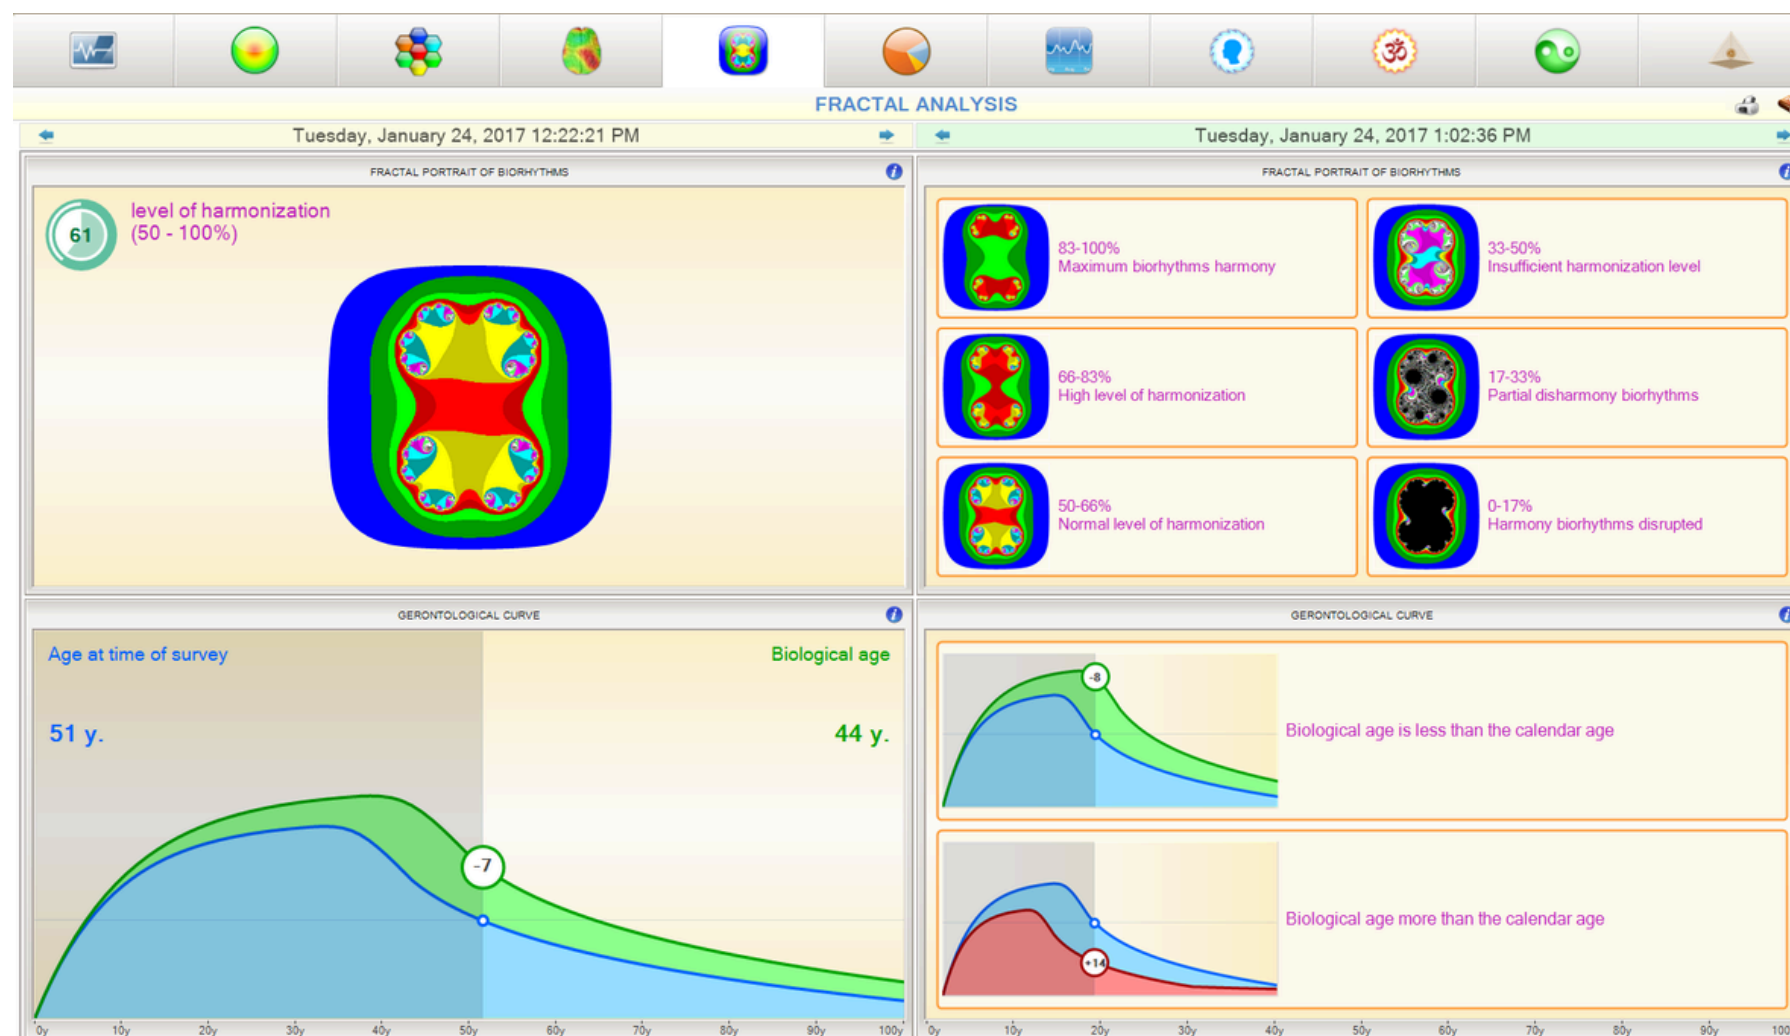 FRACTAL ANALYSIS
Tuesday, January 24, 2017 12:22:21 PM
Tuesday, January 24, 2017 1:02:36 PM
FRACTAL PORTRAIT OF BIORHYTHMS
61
level of harmonization
(50 - 100%)
FRACTAL PORTRAIT OF BIORHYTHMS
83-100%
Maximum biorhythms harmony
33-50%
Insufficient harmonization level
66-83%
High level of harmonization
17-33%
Partial disharmony biorhythms
50-66%
Normal level of harmonization
0-17%
Harmony biorhythms disrupted
GERONTOLOGICAL CURVE
Age at time of survey
Biological age
51 y.
44 y.
-7
0y 10y 20y 30y 40y 50y 60y 70y 80y 90y 100y
GERONTOLOGICAL CURVE
-8
Biological age is less than the calendar age
+14
Biological age more than the calendar age
0y 10y 20y 30y 40y 50y 60y 70y 80y 90y